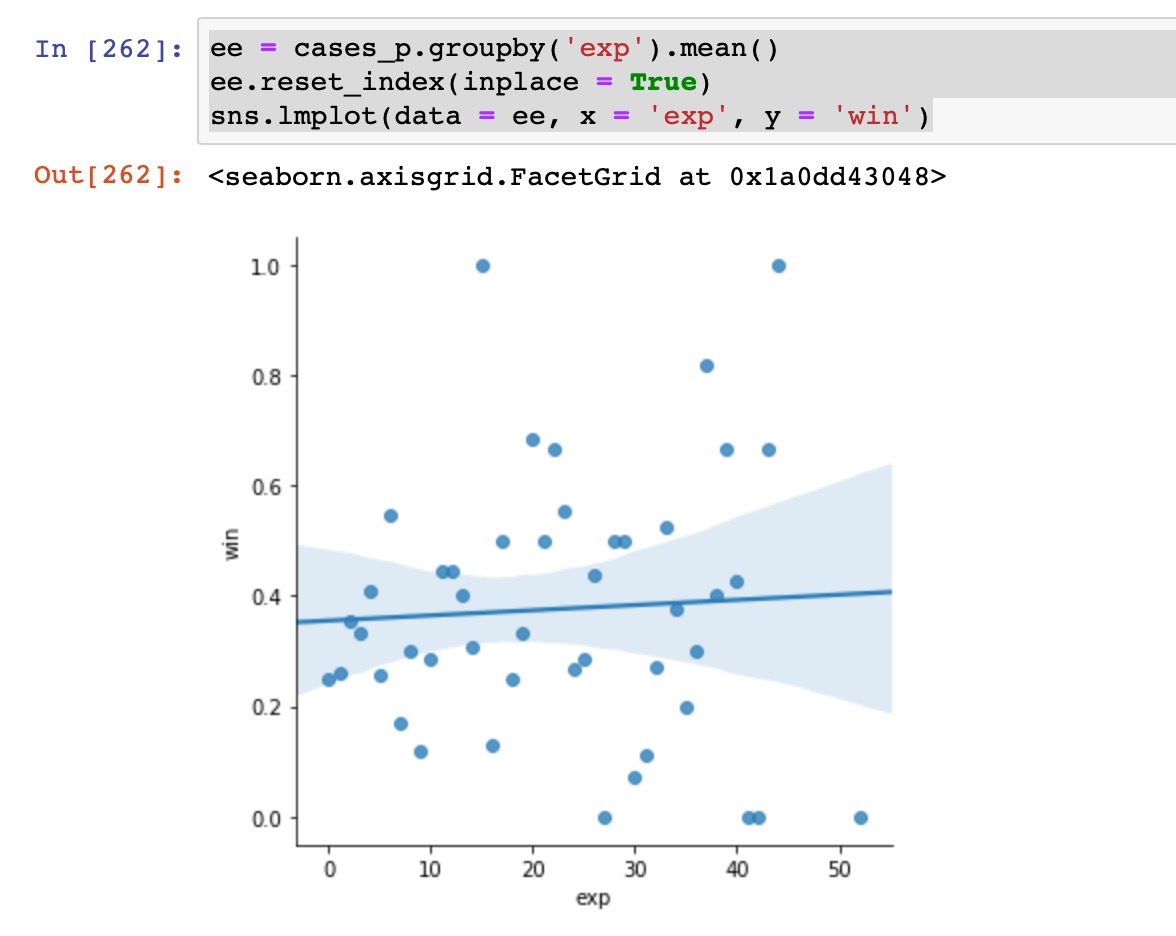 In [262]: ee = cases_p.groupby('exp').mean()
ee.reset_index(inplace = True)
sns.lmplot(data = ee, x = 'exp', y = 'win')
Out[262]: <seaborn.axisgrid.FacetGrid at 0x1a0dd43048>
1.0
0.8
0.6
win
0.4
0.2
0.0
0 10 20 30 40 50
exp